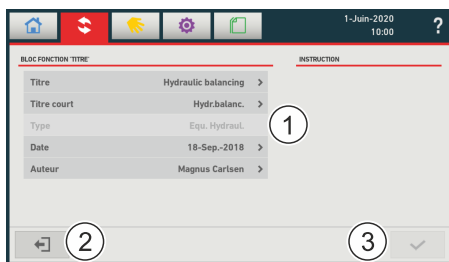 1-Juin-2020
10:00
?
BLOC FONCTION 'TITRE'
INSTRUCTION
Titre Hydraulic balancing >
Titre court Hydr.balanc. >
Type Equ. Hydraul.
Date 18-Sep.-2018 >
Auteur Magnus Carlsen >
1
2
3